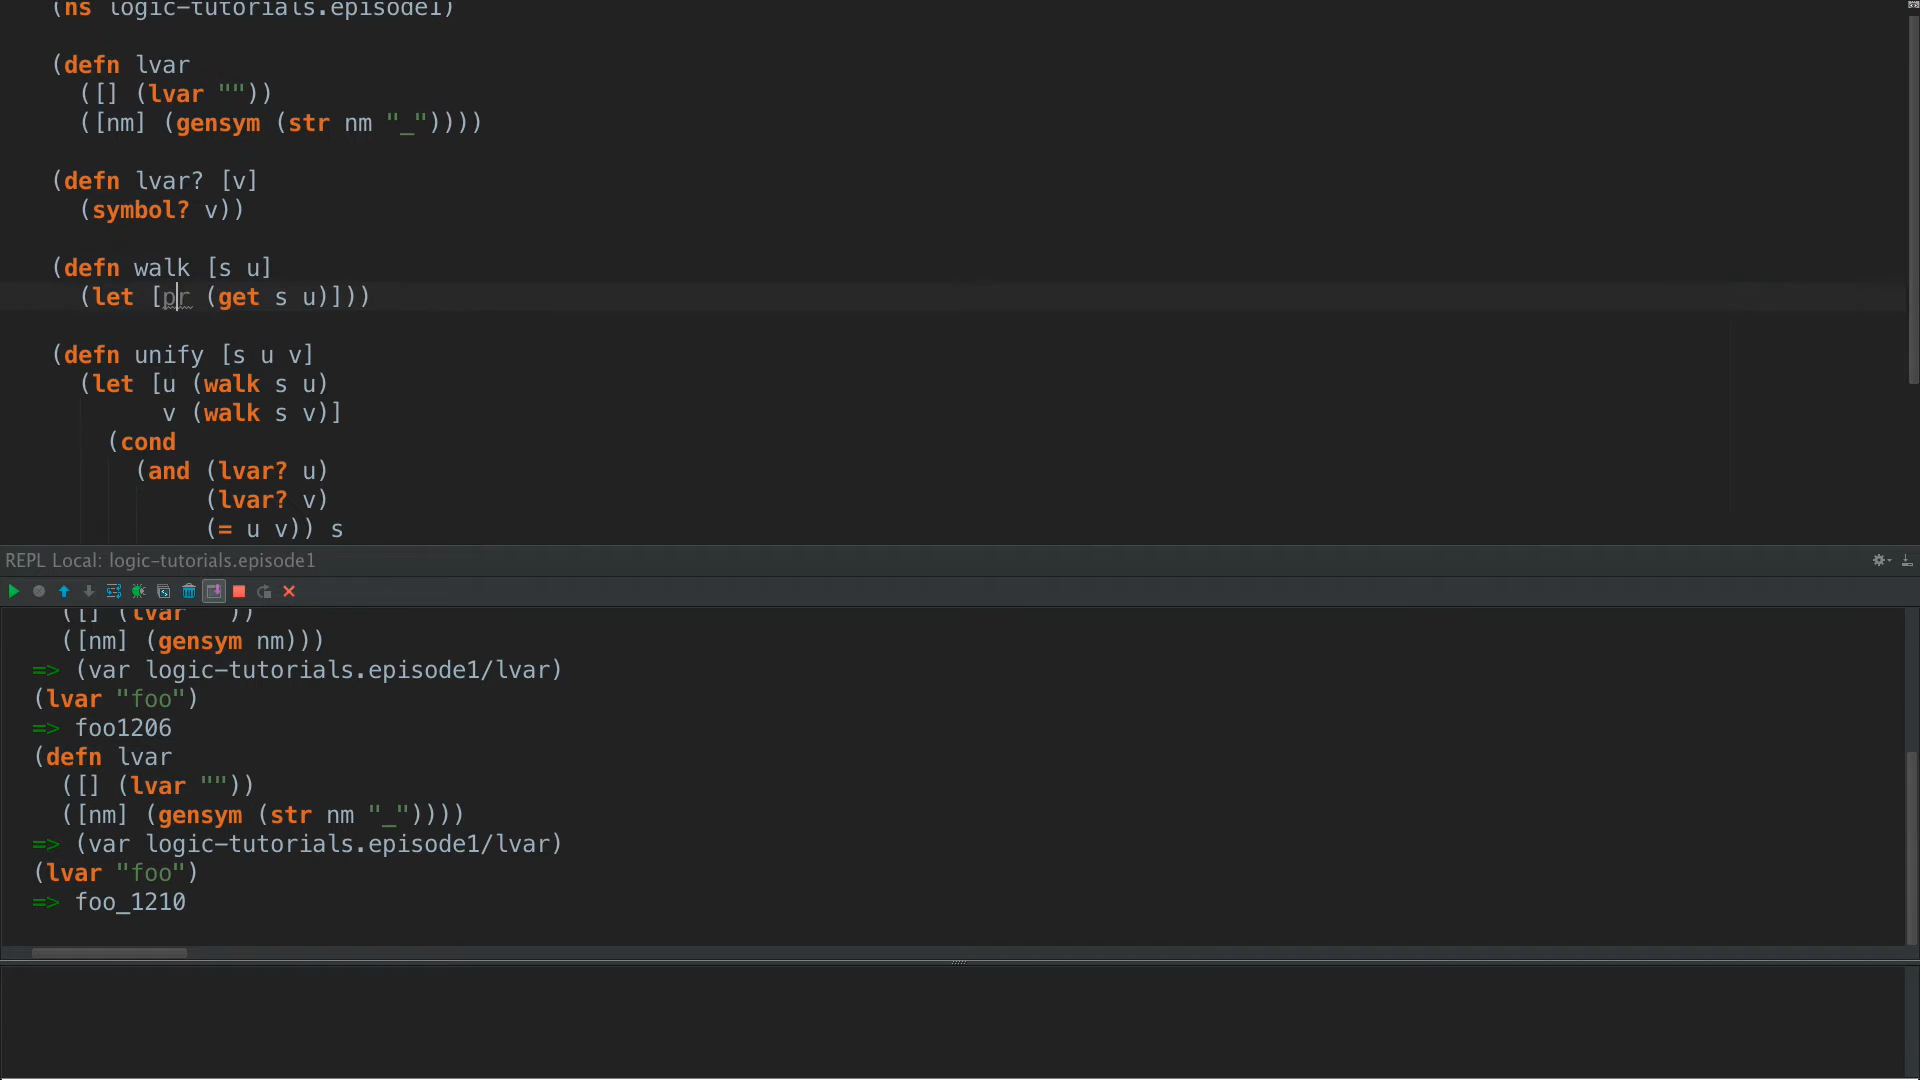 (ns logic-tutorials.episode1)
(defn lvar
([] (lvar ""))
([nm] (gensym (str nm "_"))))
(defn lvar? [v]
(symbol? v))
(defn walk [s u]
(let [pr (get s u)]))
(defn unify [s u v]
(let [u (walk s u)
v (walk s v)]
(cond
(and (lvar? u)
(lvar? v)
(= u v)) s
REPL Local: logic-tutorials.episode1
([] (lvar ""))
([nm] (gensym nm)))
=> (var logic-tutorials.episode1/lvar)
(lvar "foo")
=> foo1206
(defn lvar
([] (lvar ""))
([nm] (gensym (str nm "_"))))
=> (var logic-tutorials.episode1/lvar)
(lvar "foo")
=> foo_1210